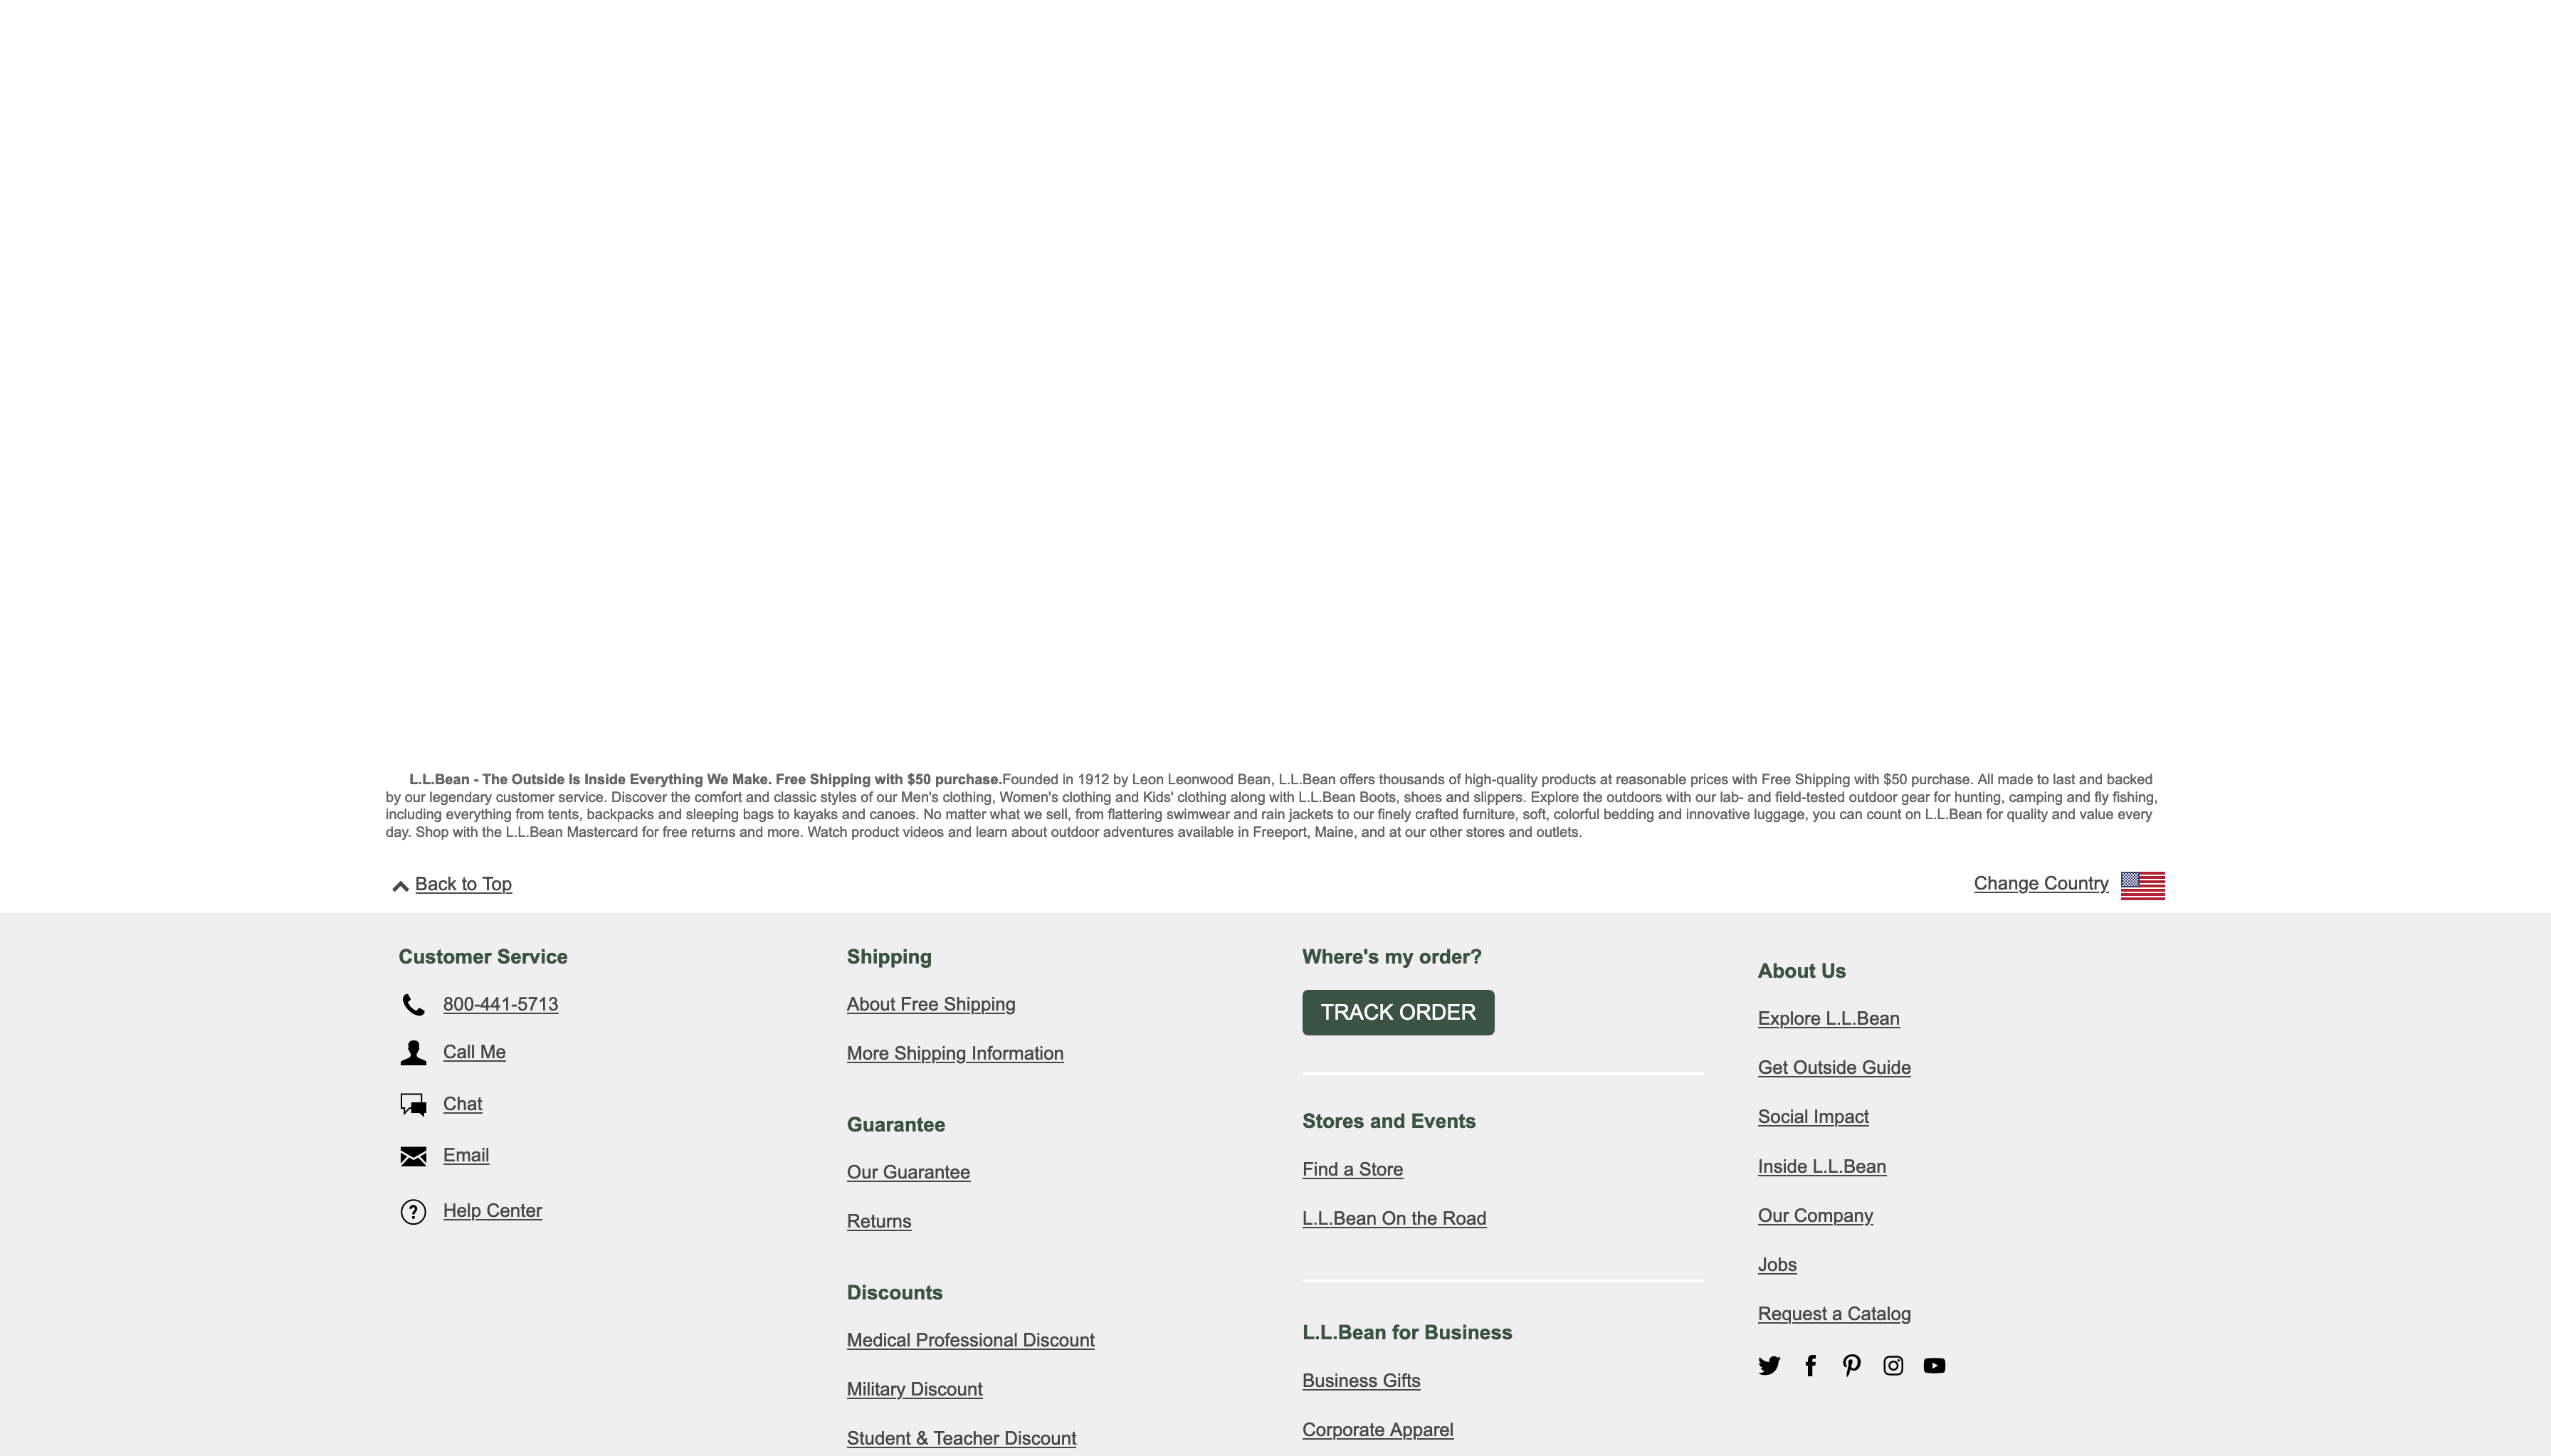 L.L.Bean - The Outside Is Inside Everything We Make. Free Shipping with $50 purchase.Founded in 1912 by Leon Leonwood Bean, L.L.Bean offers thousands of high-quality products at reasonable prices with Free Shipping with $50 purchase. All made to last and backed
by our legendary customer service. Discover the comfort and classic styles of our Men's clothing, Women's clothing and Kids' clothing along with L.L.Bean Boots, shoes and slippers. Explore the outdoors with our lab- and field-tested outdoor gear for hunting, camping and fly fishing,
including everything from tents, backpacks and sleeping bags to kayaks and canoes. No matter what we sell, from flattering swimwear and rain jackets to our finely crafted furniture, soft, colorful bedding and innovative luggage, you can count on L.L.Bean for quality and value every
day. Shop with the L.L.Bean Mastercard for free returns and more. Watch product videos and learn about outdoor adventures available in Freeport, Maine, and at our other stores and outlets.
Back to Top
Change Country
Customer Service
800-441-5713
Call Me
Chat
Email
Help Center
Shipping
About Free Shipping
More Shipping Information
Guarantee
Our Guarantee
Returns
Discounts
Medical Professional Discount
Military Discount
Student & Teacher Discount
Where's my order?
TRACK ORDER
Stores and Events
Find a Store
L.L.Bean On the Road
L.L.Bean for Business
Business Gifts
Corporate Apparel
About Us
Explore L.L.Bean
Get Outside Guide
Social Impact
Inside L.L.Bean
Our Company
Jobs
Request a Catalog